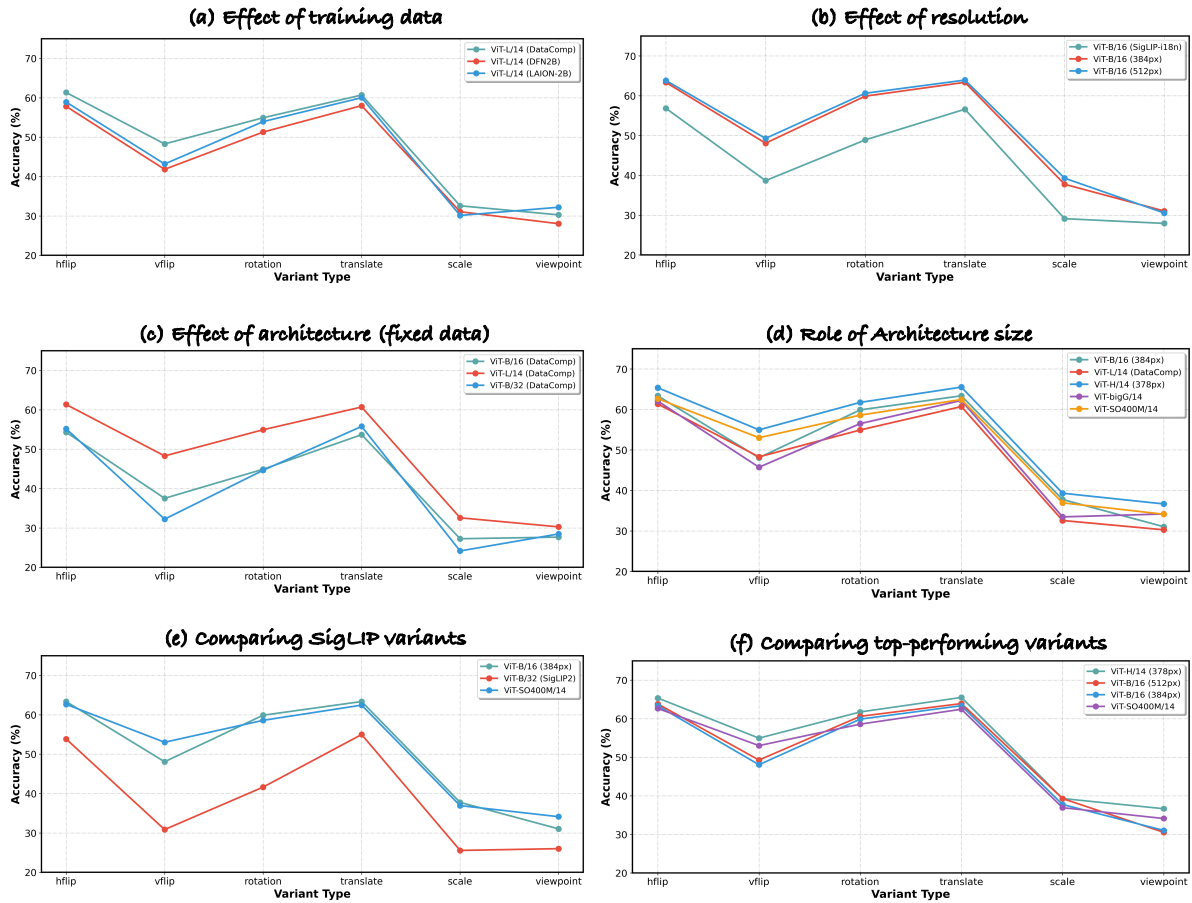 (a) Effect of training data
70
60
50
40
30
20
Accuracy (%)
ViT-L/14 (DataComp)
ViT-L/14 (DFN2B)
ViT-L/14 (LAION-2B)
hflip vflip rotation translate scale viewpoint
Variant Type
(b) Effect of resolution
70
60
50
40
30
20
Accuracy (%)
ViT-B/16 (SigLIP-i18n)
ViT-B/16 (384px)
ViT-B/16 (512px)
hflip vflip rotation translate scale viewpoint
Variant Type
(c) Effect of architecture (fixed data)
70
60
50
40
30
20
Accuracy (%)
ViT-B/16 (DataComp)
ViT-L/14 (DataComp)
ViT-B/32 (DataComp)
hflip vflip rotation translate scale viewpoint
Variant Type
(d) Role of Architecture size
70
60
50
40
30
20
Accuracy (%)
ViT-B/16 (384px)
ViT-L/14 (DataComp)
ViT-H/14 (378px)
ViT-bigG/14
ViT-SO400M/14
hflip vflip rotation translate scale viewpoint
Variant Type
(e) Comparing SigLIP variants
70
60
50
40
30
20
Accuracy (%)
ViT-B/16 (384px)
ViT-B/32 (SigLIP2)
ViT-SO400M/14
hflip vflip rotation translate scale viewpoint
Variant Type
(f) Comparing top-performing variants
70
60
50
40
30
20
Accuracy (%)
ViT-H/14 (378px)
ViT-B/16 (512px)
ViT-B/16 (384px)
ViT-SO400M/14
hflip vflip rotation translate scale viewpoint
Variant Type